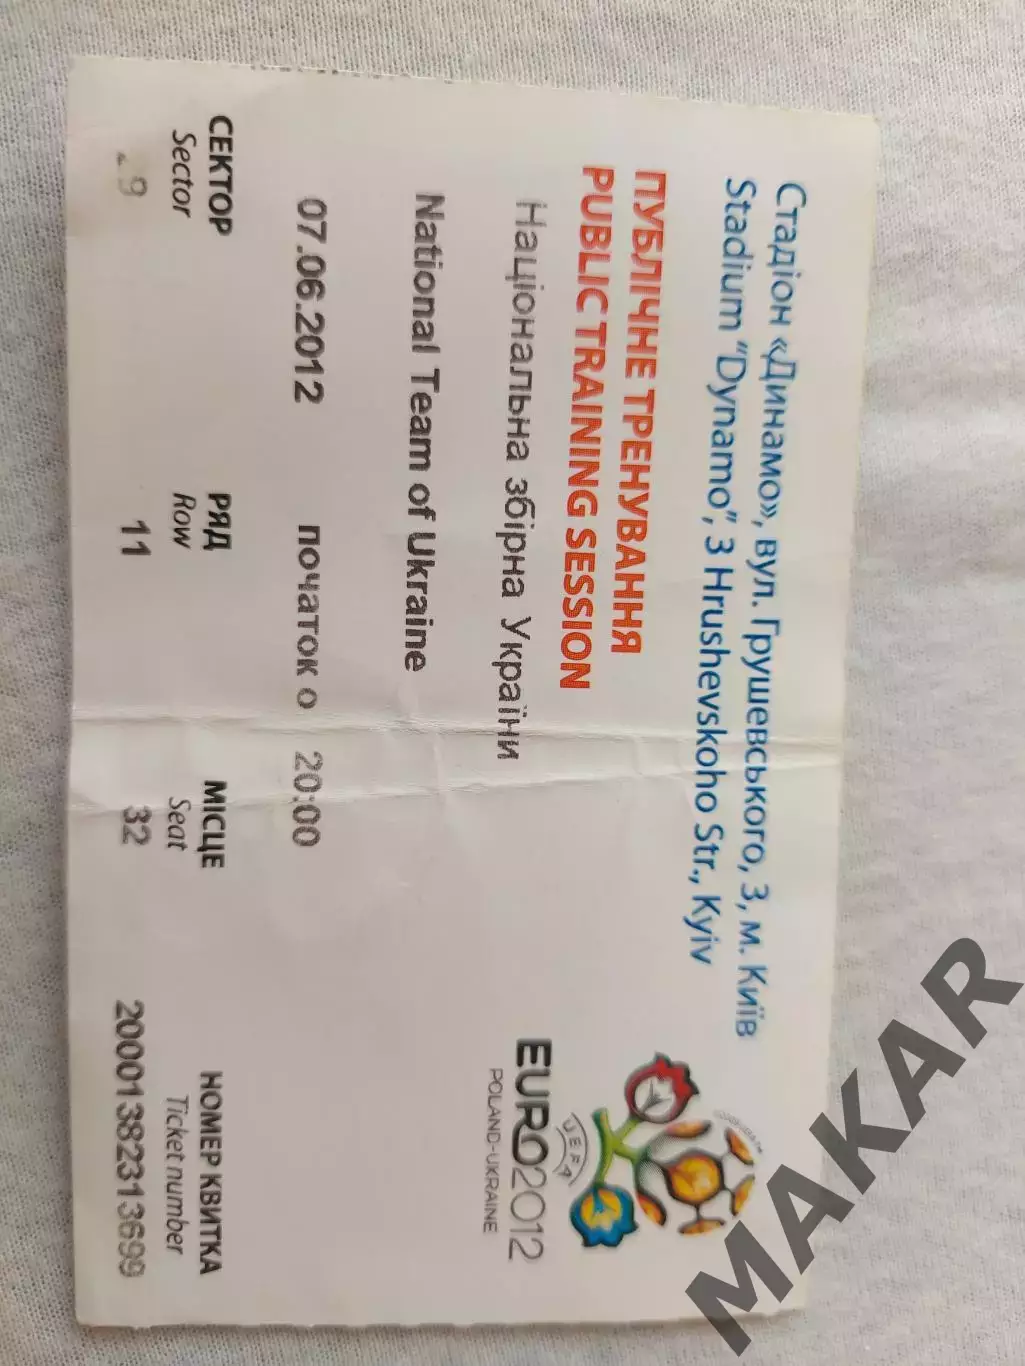 Стадіон «Динамо», вул. Грушевського, 3, м. Київ
Stadium "Dynamo", 3 Hrushevskoho Str., Kyiv
ПУБЛІЧНЕ ТРЕНУВАННЯ
PUBLIC TRAINING SESSION
Національна збірна України
National Team of Ukraine
07.06.2012 початок о 20:00
СЕКТОР РЯД МІСЦЕ НОМЕР КВИТКА
Sector Row Seat Ticket number
11 32 20001382313699
UEFA
EURO2012
POLAND-UKRAINE
MAKAR